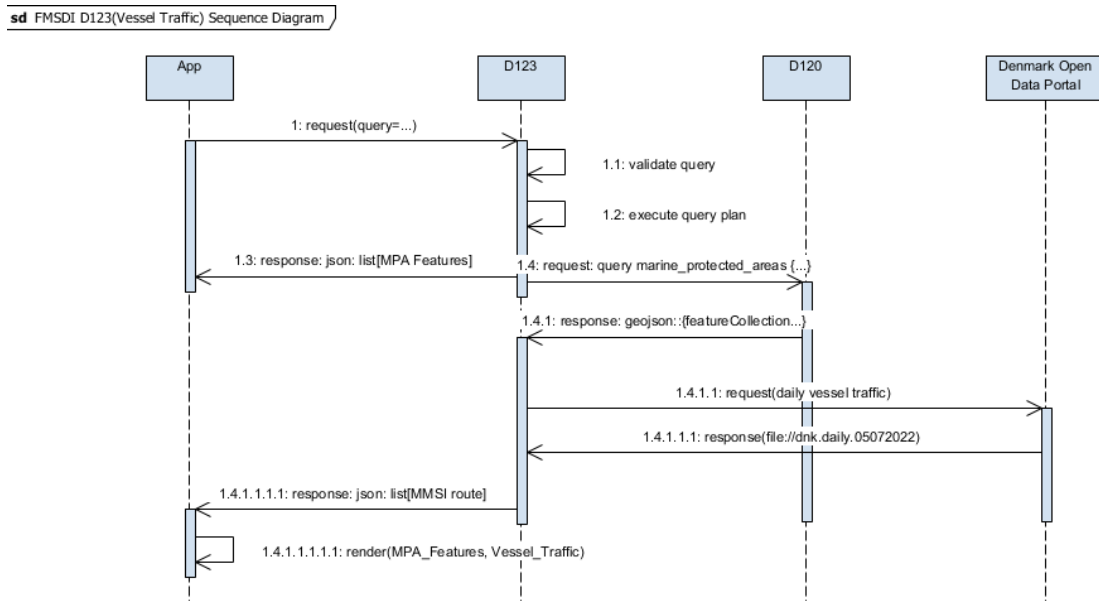 sd FMSDI D123(Vessel Traffic) Sequence Diagram
App
D123
D120
Denmark Open
Data Portal
1: request(query=...)
1.1: validate query
1.2: execute query plan
1.3: response: json: list[MPA Features]
1.4: request: query marine_protected_areas {...}
1.4.1: response: geojson::{featureCollection...}
1.4.1.1: request(daily vessel traffic)
1.4.1.1.1: response(file://dnk.daily.05072022)
1.4.1.1.1.1: response: json: list[MMSI route]
1.4.1.1.1.1.1: render(MPA_Features, Vessel_Traffic)